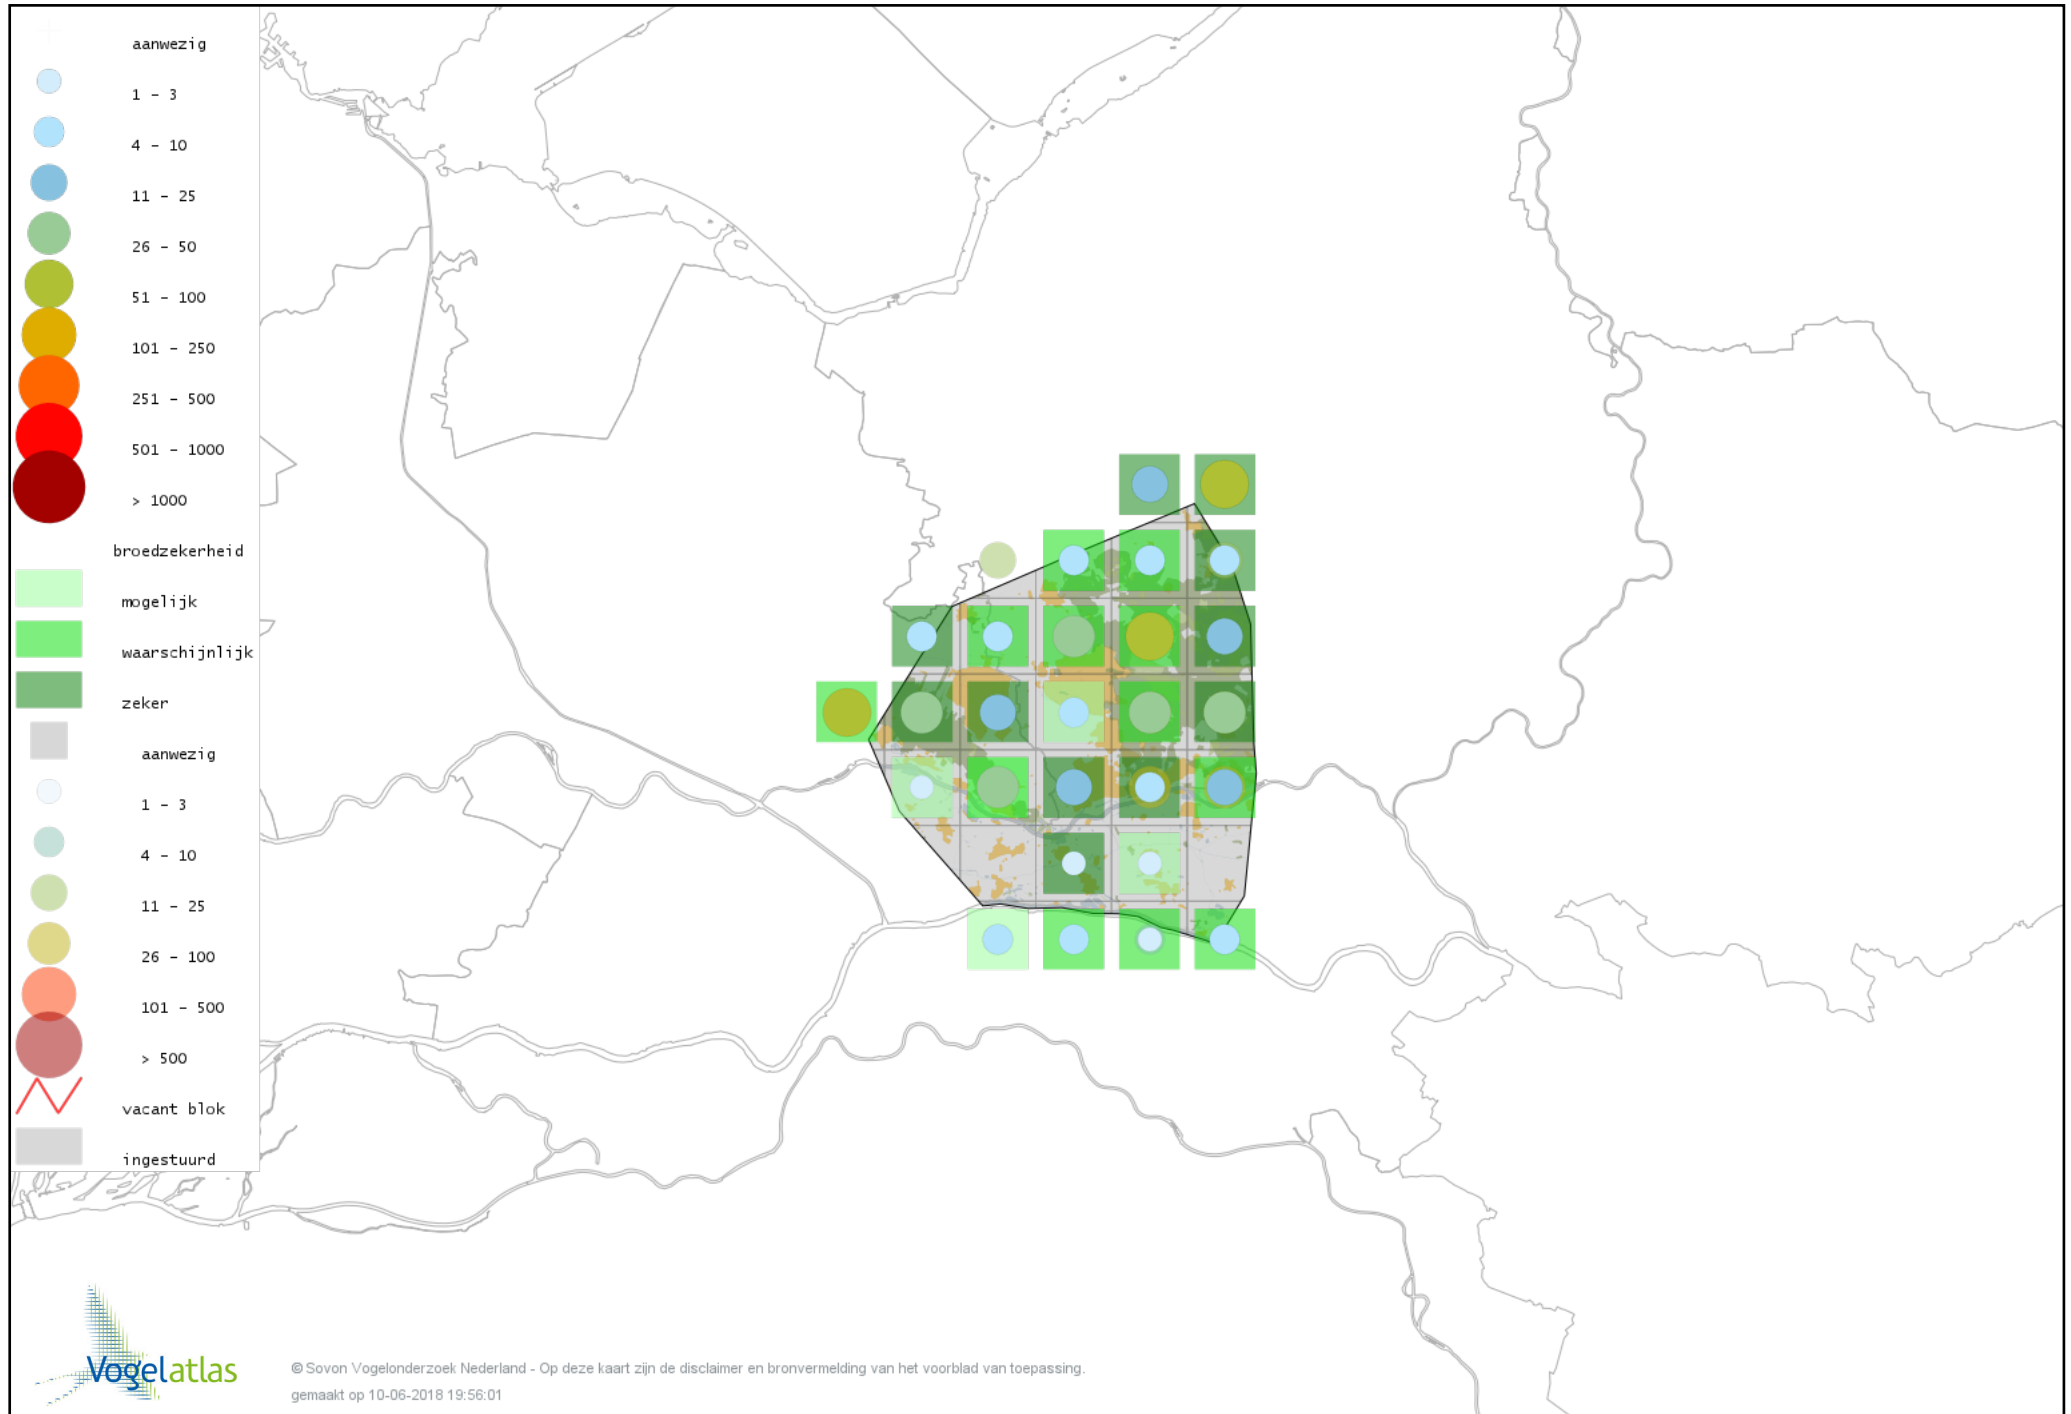 aanwezig
1 - 3
4 - 10
11 - 25
26 - 50
51 - 100
101 - 250
251 - 500
501 - 1000
> 1000
broedzekerheid
mogelijk
waarschijnlijk
zeker
aanwezig
1 - 3
4 - 10
11 - 25
26 - 100
101 - 500
> 500
vacant blok
ingestuurd
Vogelatlas
© Sovon Vogelonderzoek Nederland - Op deze kaart zijn de disclaimer en bronvermelding van het voorblad van toepassing.
gemaakt op 10-06-2018 19:56:01